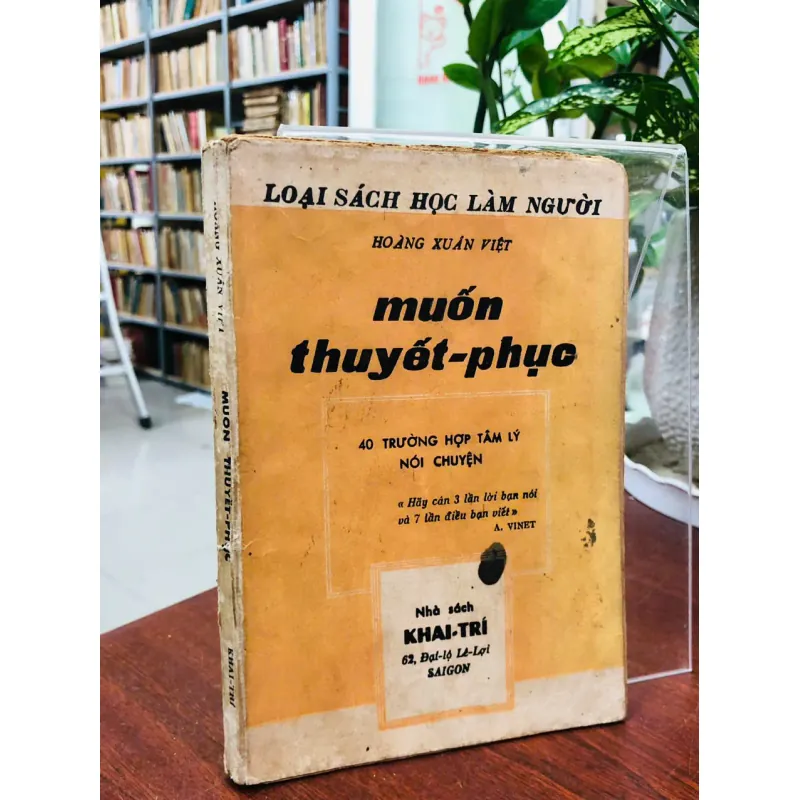 LOẠI SÁCH HỌC LÀM NGƯỜI
HOÀNG XUÂN VIỆT
muốn
thuyết-phục
40 TRƯỜNG HỢP TÂM LÝ
NÓI CHUYỆN
« Hãy cân 3 lần lời bạn nói
và 7 lần điều bạn viết »
A. VINET
Nhà sách
KHAI-TRÍ
62, Đại-lộ Lê-Lợi
SAIGON
HOÀNG XUÂN VIỆT
MUỐN THUYẾT-PHỤC
KHAI-TRÍ